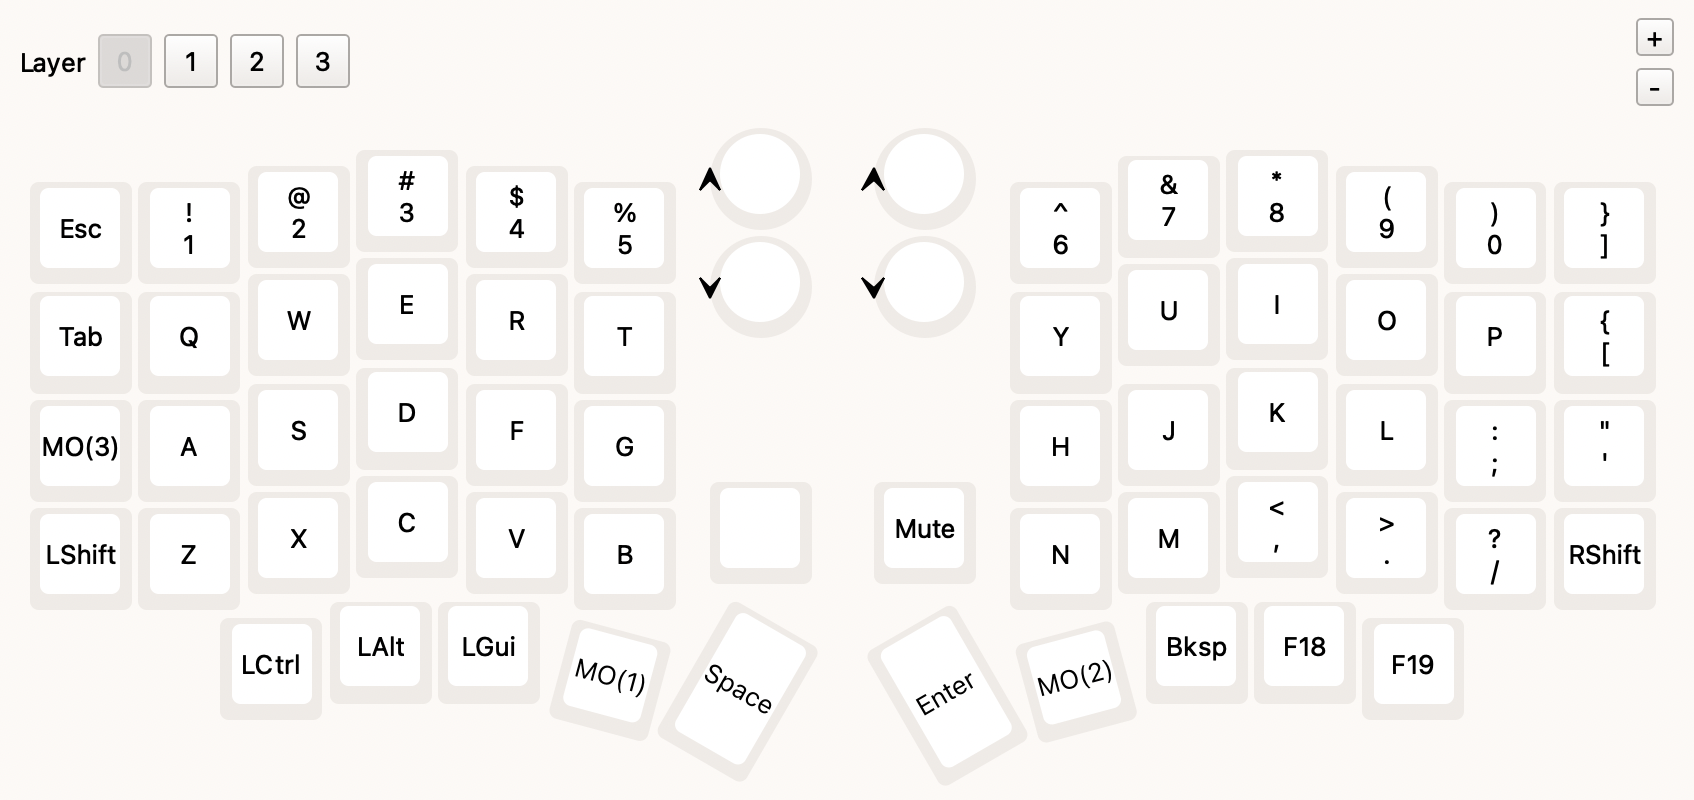 Layer 0 1 2 3
+
-
Esc ! 1 @ 2 # 3 $ 4 % 5 ^ 6 & 7 * 8 ( 9 ) 0 } ]
Tab Q W E R T Y U I O P { [
MO(3) A S D F G H J K L : ; " '
LShift Z X C V B Mute N M < , > . ? / RShift
LCtrl LAlt LGui MO(1) Space Enter MO(2) Bksp F18 F19